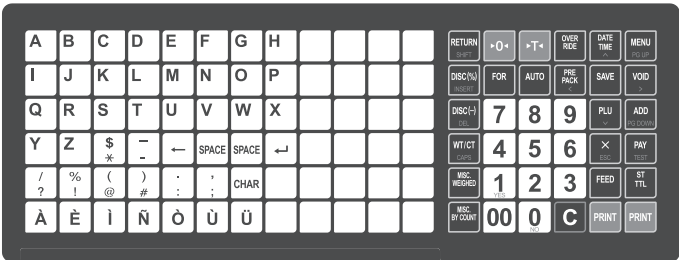 A B C D E F G H RETURN SHIFT ▸0◂ ▸T◂ OVER RIDE DATE TIME ^ MENU PG UP
I J K L M N O P DISC(%) INSERT FOR AUTO PRE PACK < SAVE VOID >
Q R S T U V W X DISC(–) DEL 7 8 9 PLU ⌵ ADD PG DOWN
Y Z $ * – - ← SPACE SPACE ↵ WT/CT CAPS 4 5 6 × ESC PAY TEST
/ ? % ! ( @ ) # . : , ; CHAR MISC. WEIGHED 1 YES 2 3 FEED ST TTL
À È Ì Ñ Ò Ù Ü MISC. BY COUNT 00 0 NO C PRINT PRINT